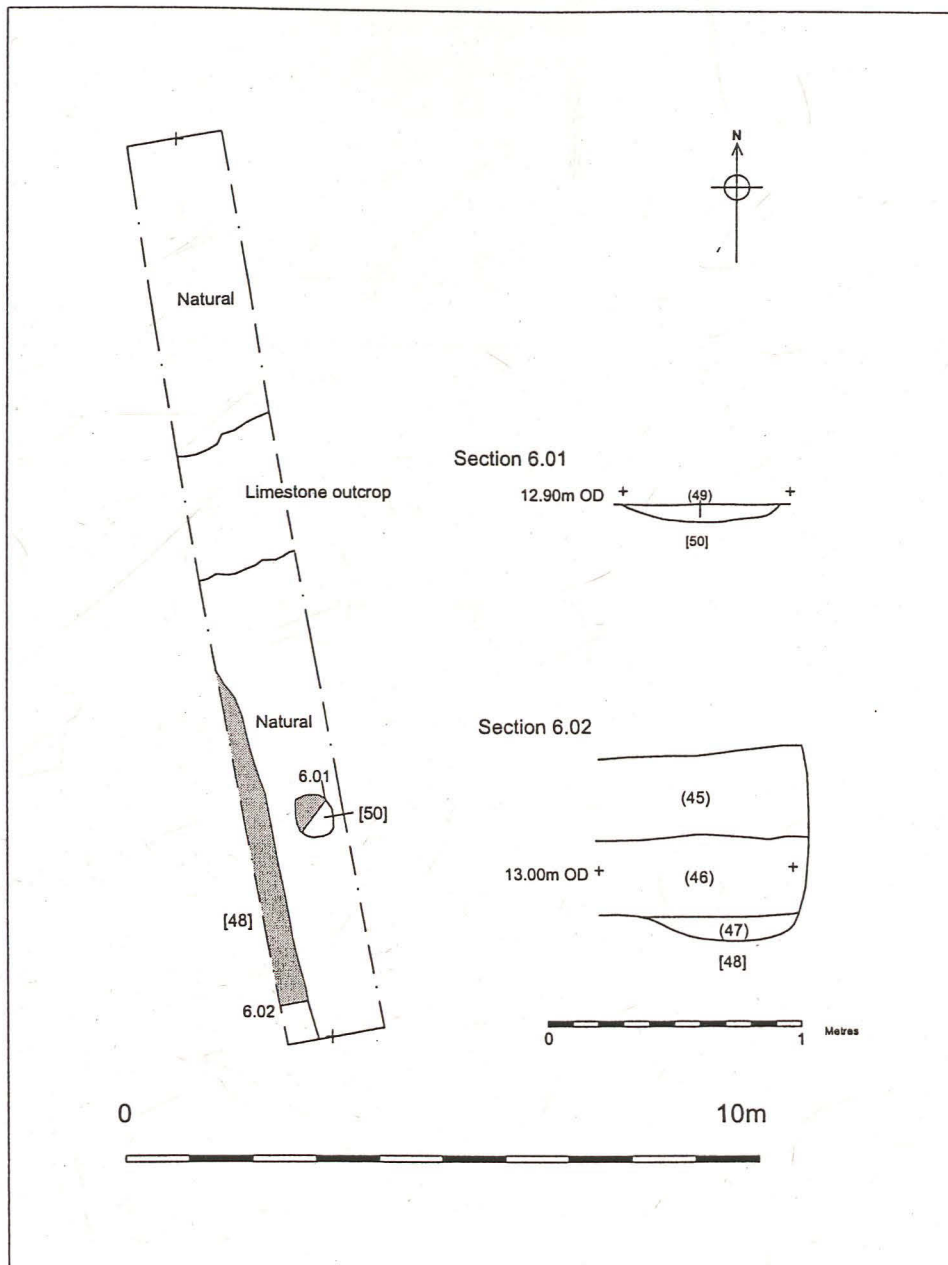 N
Natural
Limestone outcrop
Natural
6.01
[50]
[48]
6.02
Section 6.01
12.90m OD
(49)
[50]
Section 6.02
(45)
13.00m OD
(46)
(47)
[48]
0
1
Metres
0
10m